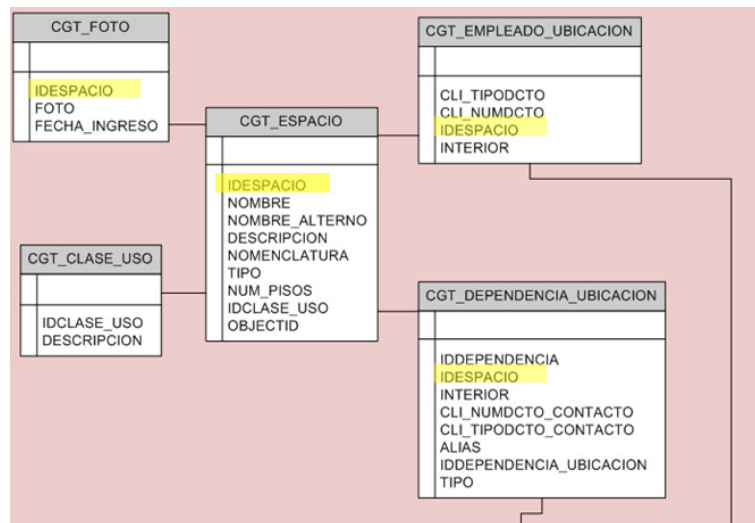 CGT_FOTO
IDESPACIO
FOTO
FECHA_INGRESO
CGT_ESPACIO
IDESPACIO
NOMBRE
NOMBRE_ALTERNO
DESCRIPCION
NOMENCLATURA
TIPO
NUM_PISOS
IDCLASE_USO
OBJECTID
CGT_EMPLEADO_UBICACION
CLI_TIPODCTO
CLI_NUMDCTO
IDESPACIO
INTERIOR
CGT_CLASE_USO
IDCLASE_USO
DESCRIPCION
CGT_DEPENDENCIA_UBICACION
IDDEPENDENCIA
IDESPACIO
INTERIOR
CLI_NUMDCTO_CONTACTO
CLI_TIPODCTO_CONTACTO
ALIAS
IDDEPENDENCIA_UBICACION
TIPO